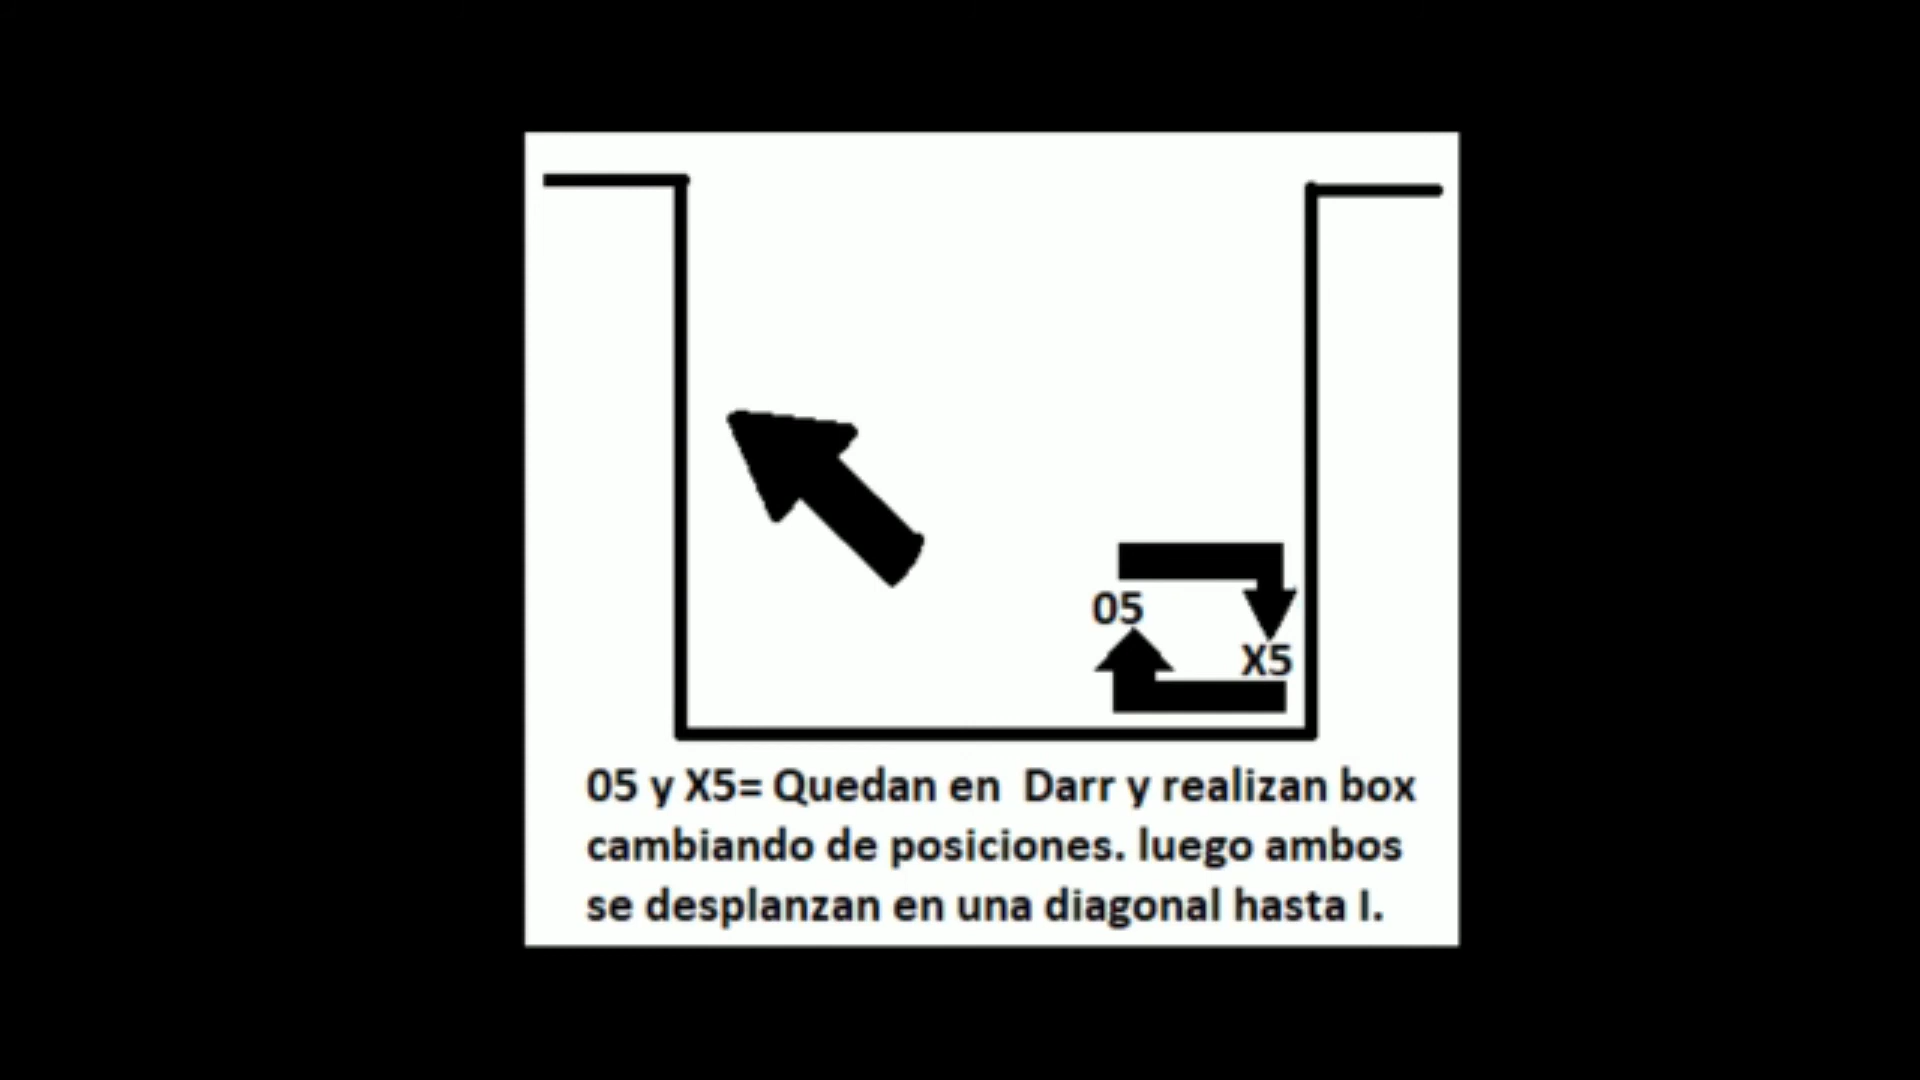 05
X5
05 y X5= Quedan en Darr y realizan box
cambiando de posiciones. luego ambos
se desplanzan en una diagonal hasta I.